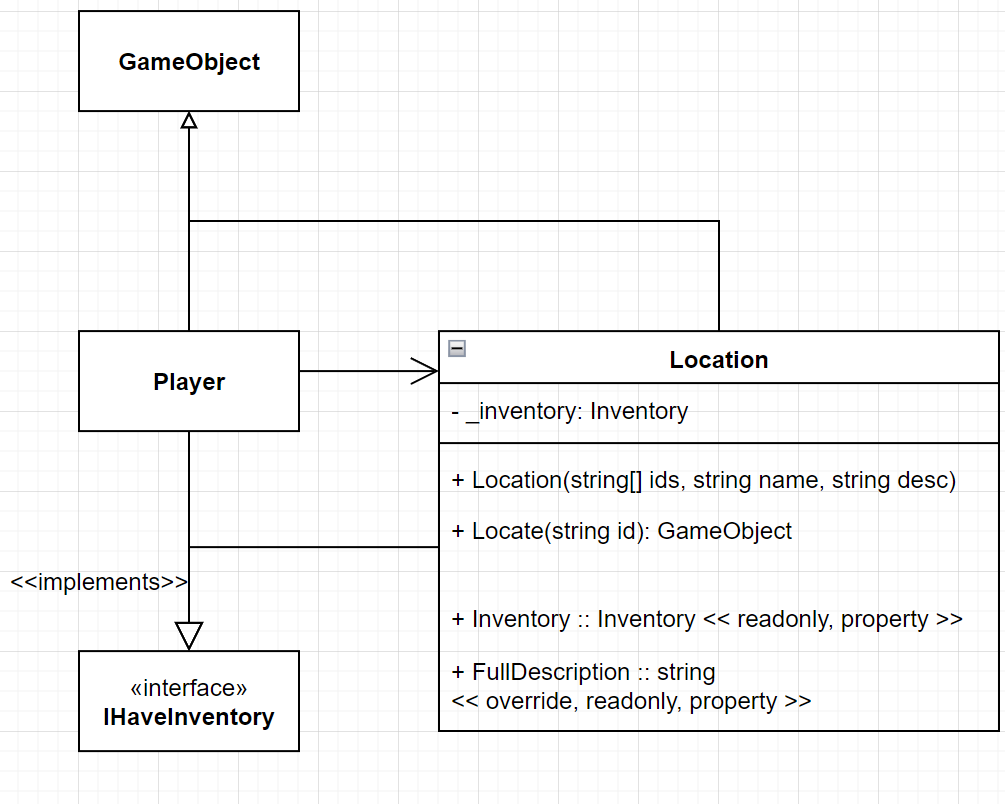 GameObject
Player
Location
- _inventory: Inventory
+ Location(string[] ids, string name, string desc)
+ Locate(string id): GameObject
+ Inventory :: Inventory << readonly, property >>
+ FullDescription :: string
<< override, readonly, property >>
<<implements>>
«interface»
IHaveInventory